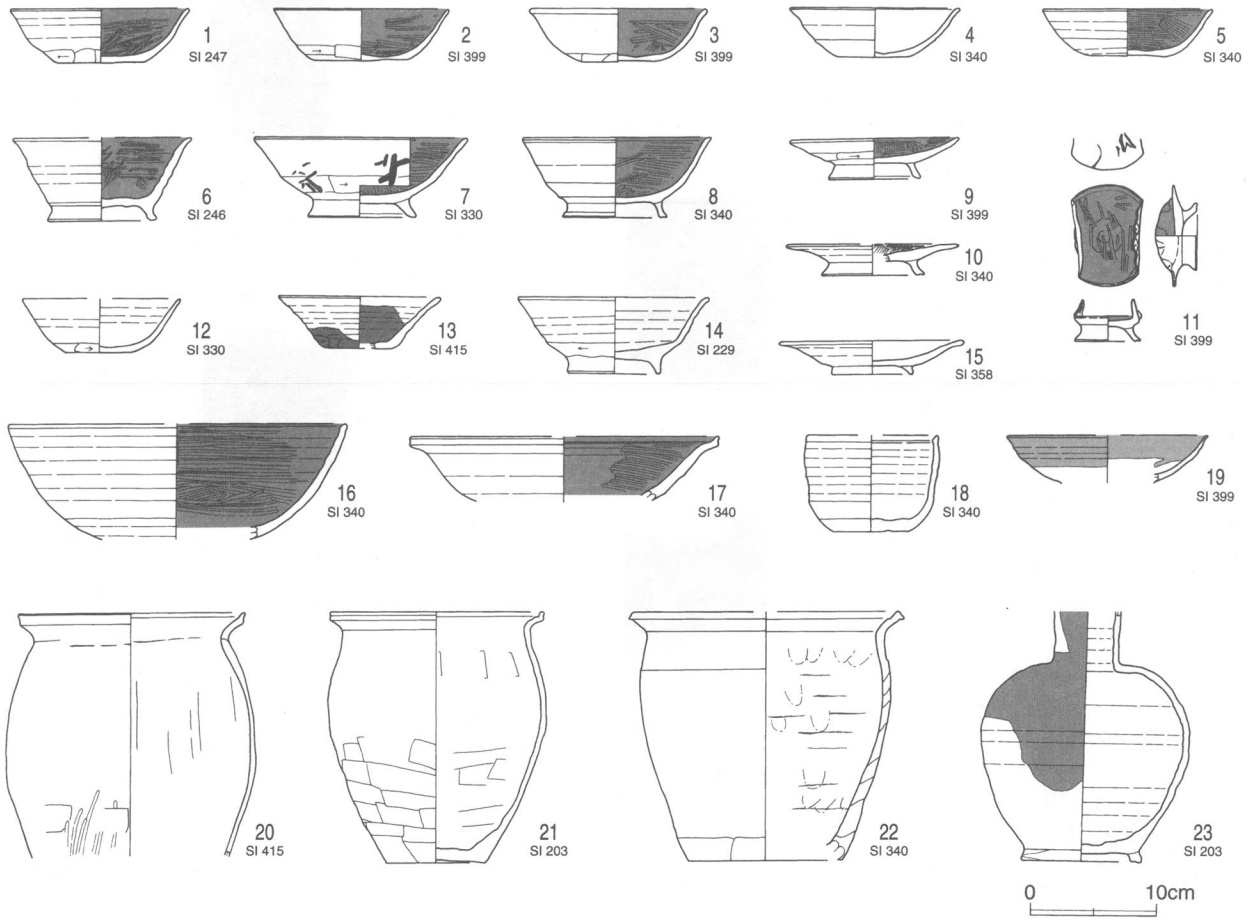 1
SI 247
2
SI 399
3
SI 399
4
SI 340
5
SI 340
6
SI 246
7
SI 330
8
SI 340
9
SI 399
10
SI 340
11
SI 399
12
SI 330
13
SI 415
14
SI 229
15
SI 358
16
SI 340
17
SI 340
18
SI 340
19
SI 399
20
SI 415
21
SI 203
22
SI 340
23
SI 203
0 10cm